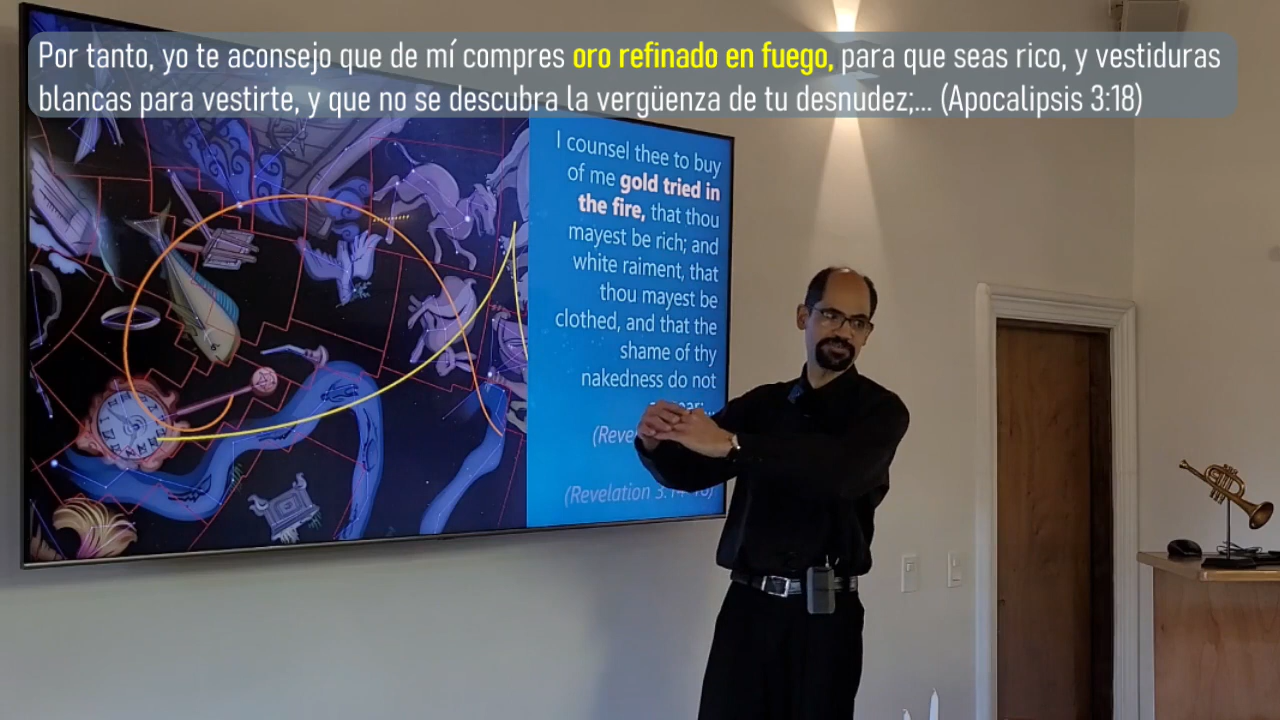 Por tanto, yo te aconsejo que de mí compres oro refinado en fuego, para que seas rico, y vestiduras
blancas para vestirte, y que no se descubra la vergüenza de tu desnudez;... (Apocalipsis 3:18)
I counsel thee to buy
of me gold tried in
the fire, that thou
mayest be rich; and
white raiment, that
thou mayest be
clothed, and that the
shame of thy
nakedness do not
(Revelation